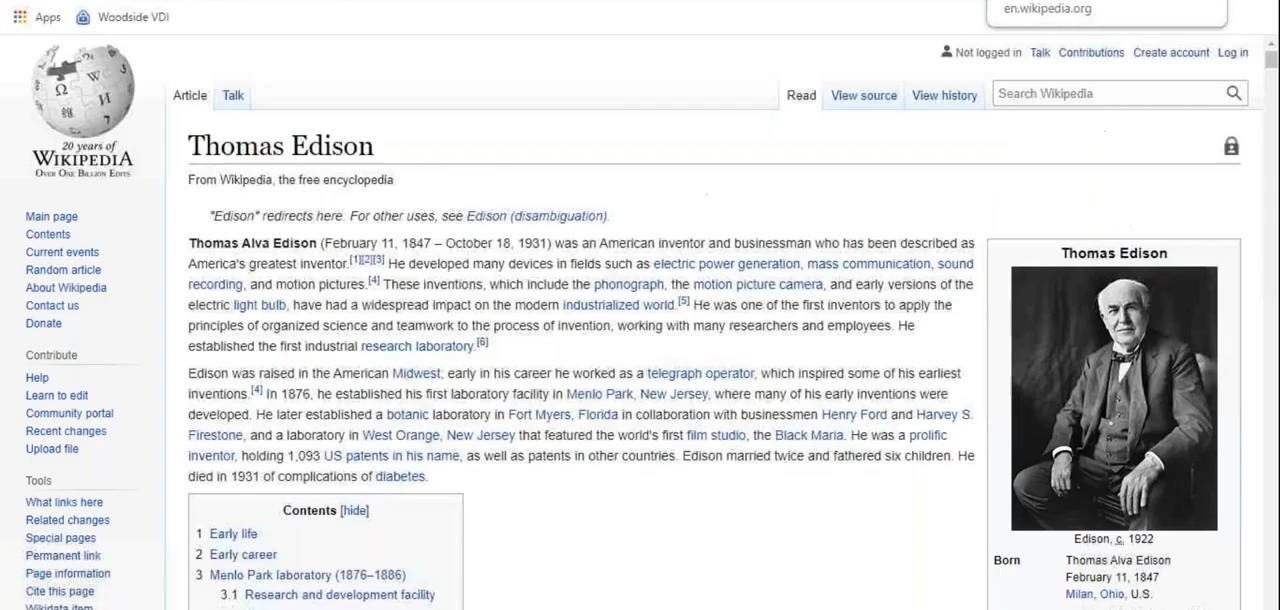 en.wikipedia.org
Apps Woodside VDI
Not logged in Talk Contributions Create account Log in
Article Talk Read View source View history Search Wikipedia
20 years of
WIKIPEDIA
OVER ONE BILLION EDITS
Main page
Contents
Current events
Random article
About Wikipedia
Contact us
Donate
Contribute
Help
Learn to edit
Community portal
Recent changes
Upload file
Tools
What links here
Related changes
Special pages
Permanent link
Page information
Cite this page
Wikidata item
Thomas Edison
From Wikipedia, the free encyclopedia
"Edison" redirects here. For other uses, see Edison (disambiguation).
Thomas Alva Edison (February 11, 1847 – October 18, 1931) was an American inventor and businessman who has been described as
America's greatest inventor.[1][2][3] He developed many devices in fields such as electric power generation, mass communication, sound
recording, and motion pictures.[4] These inventions, which include the phonograph, the motion picture camera, and early versions of the
electric light bulb, have had a widespread impact on the modern industrialized world.[5] He was one of the first inventors to apply the
principles of organized science and teamwork to the process of invention, working with many researchers and employees. He
established the first industrial research laboratory.[6]
Edison was raised in the American Midwest; early in his career he worked as a telegraph operator, which inspired some of his earliest
inventions.[4] In 1876, he established his first laboratory facility in Menlo Park, New Jersey, where many of his early inventions were
developed. He later established a botanic laboratory in Fort Myers, Florida in collaboration with businessmen Henry Ford and Harvey S.
Firestone, and a laboratory in West Orange, New Jersey that featured the world's first film studio, the Black Maria. He was a prolific
inventor, holding 1,093 US patents in his name, as well as patents in other countries. Edison married twice and fathered six children. He
died in 1931 of complications of diabetes.
Contents [hide]
1 Early life
2 Early career
3 Menlo Park laboratory (1876–1886)
3.1 Research and development facility
Thomas Edison
Edison, c. 1922
Born Thomas Alva Edison
February 11, 1847
Milan, Ohio, U.S.